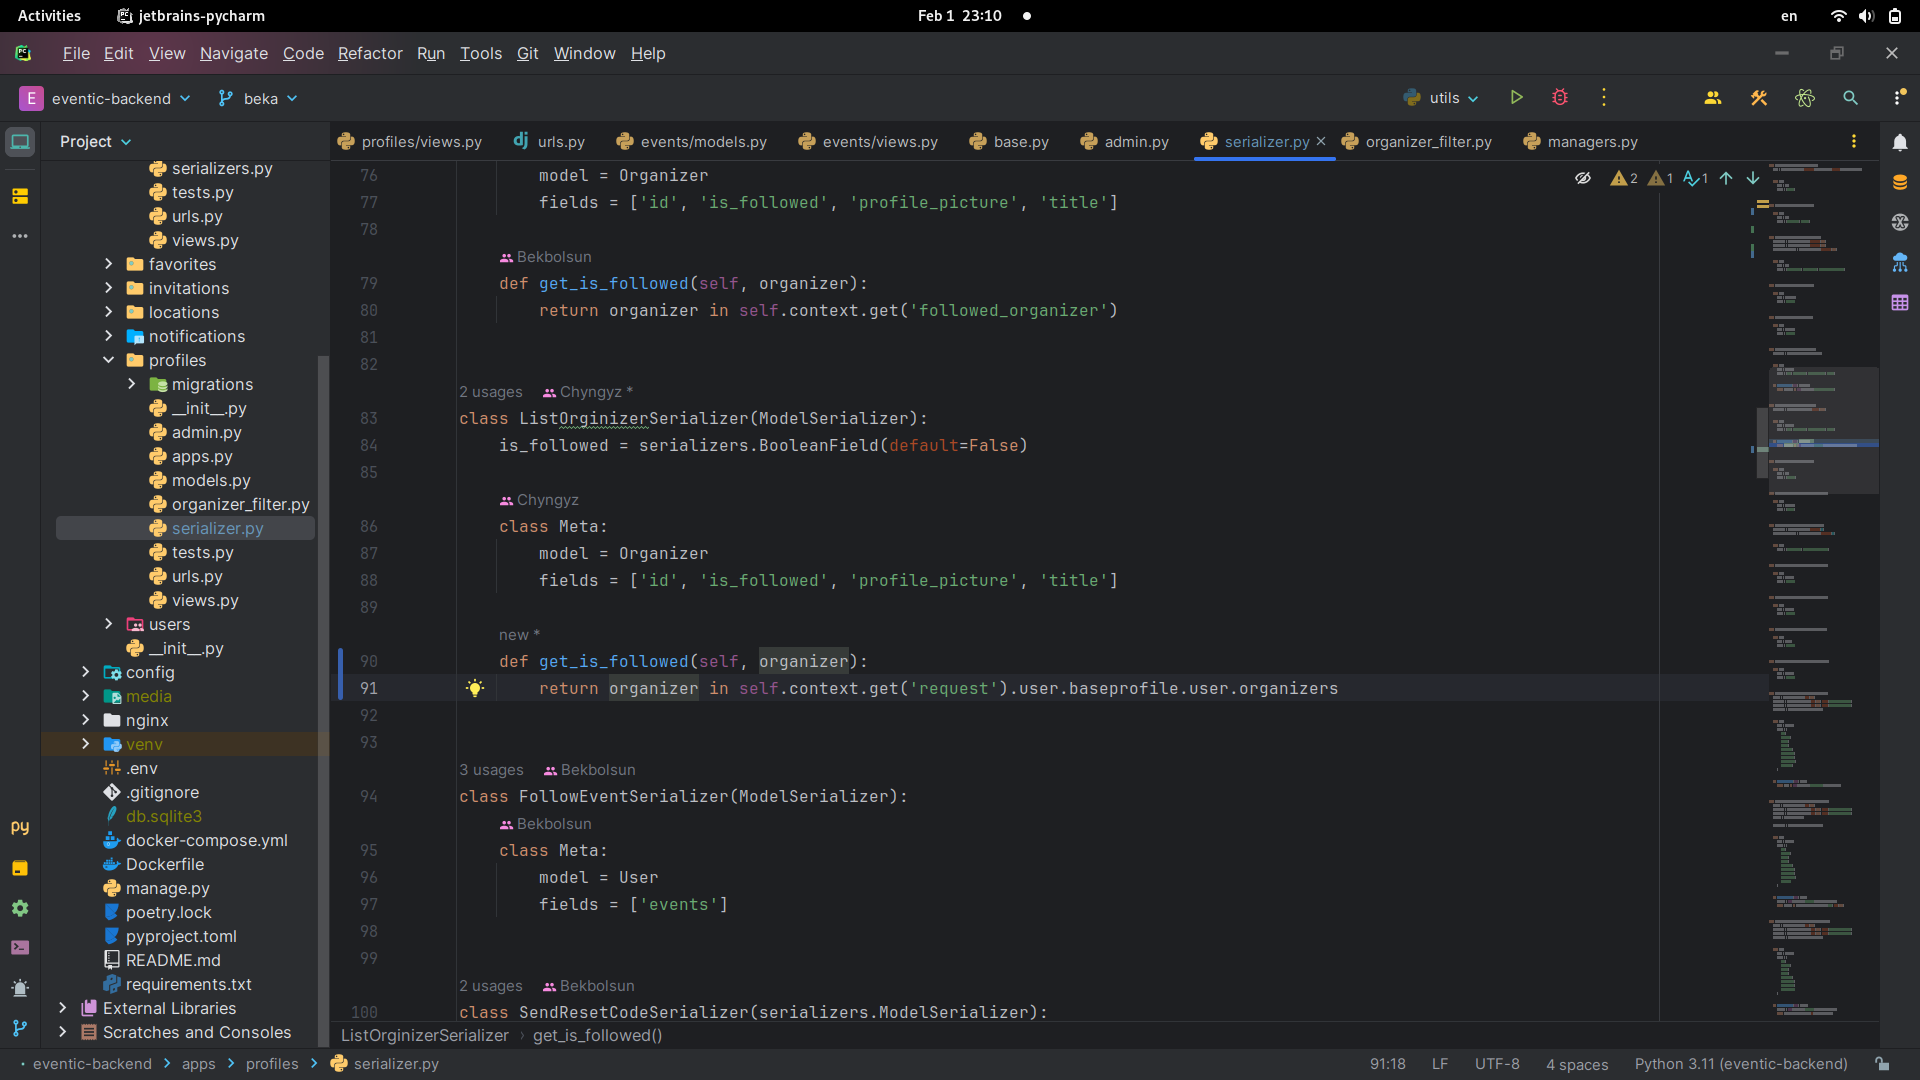 Activities jetbrains-pycharm Feb 1 23:10 en
File Edit View Navigate Code Refactor Run Tools Git Window Help
E eventic-backend beka utils
Project
profiles/views.py urls.py events/models.py events/views.py base.py admin.py serializer.py organizer_filter.py managers.py
serializers.py
tests.py
urls.py
views.py
favorites
invitations
locations
notifications
profiles
migrations
__init__.py
admin.py
apps.py
models.py
organizer_filter.py
serializer.py
tests.py
urls.py
views.py
users
__init__.py
config
media
nginx
venv
.env
.gitignore
db.sqlite3
docker-compose.yml
Dockerfile
manage.py
poetry.lock
pyproject.toml
README.md
requirements.txt
External Libraries
Scratches and Consoles
2 1 1
76 model = Organizer
77 fields = ['id', 'is_followed', 'profile_picture', 'title']
78
Bekbolsun
79 def get_is_followed(self, organizer):
80 return organizer in self.context.get('followed_organizer')
81
82
2 usages Chyngyz *
83 class ListOrginizerSerializer(ModelSerializer):
84 is_followed = serializers.BooleanField(default=False)
85
Chyngyz
86 class Meta:
87 model = Organizer
88 fields = ['id', 'is_followed', 'profile_picture', 'title']
89
new *
90 def get_is_followed(self, organizer):
91 return organizer in self.context.get('request').user.baseprofile.user.organizers
92
93
3 usages Bekbolsun
94 class FollowEventSerializer(ModelSerializer):
Bekbolsun
95 class Meta:
96 model = User
97 fields = ['events']
98
99
2 usages Bekbolsun
100 class SendResetCodeSerializer(serializers.ModelSerializer):
ListOrginizerSerializer › get_is_followed()
eventic-backend > apps > profiles > serializer.py 91:18 LF UTF-8 4 spaces Python 3.11 (eventic-backend)